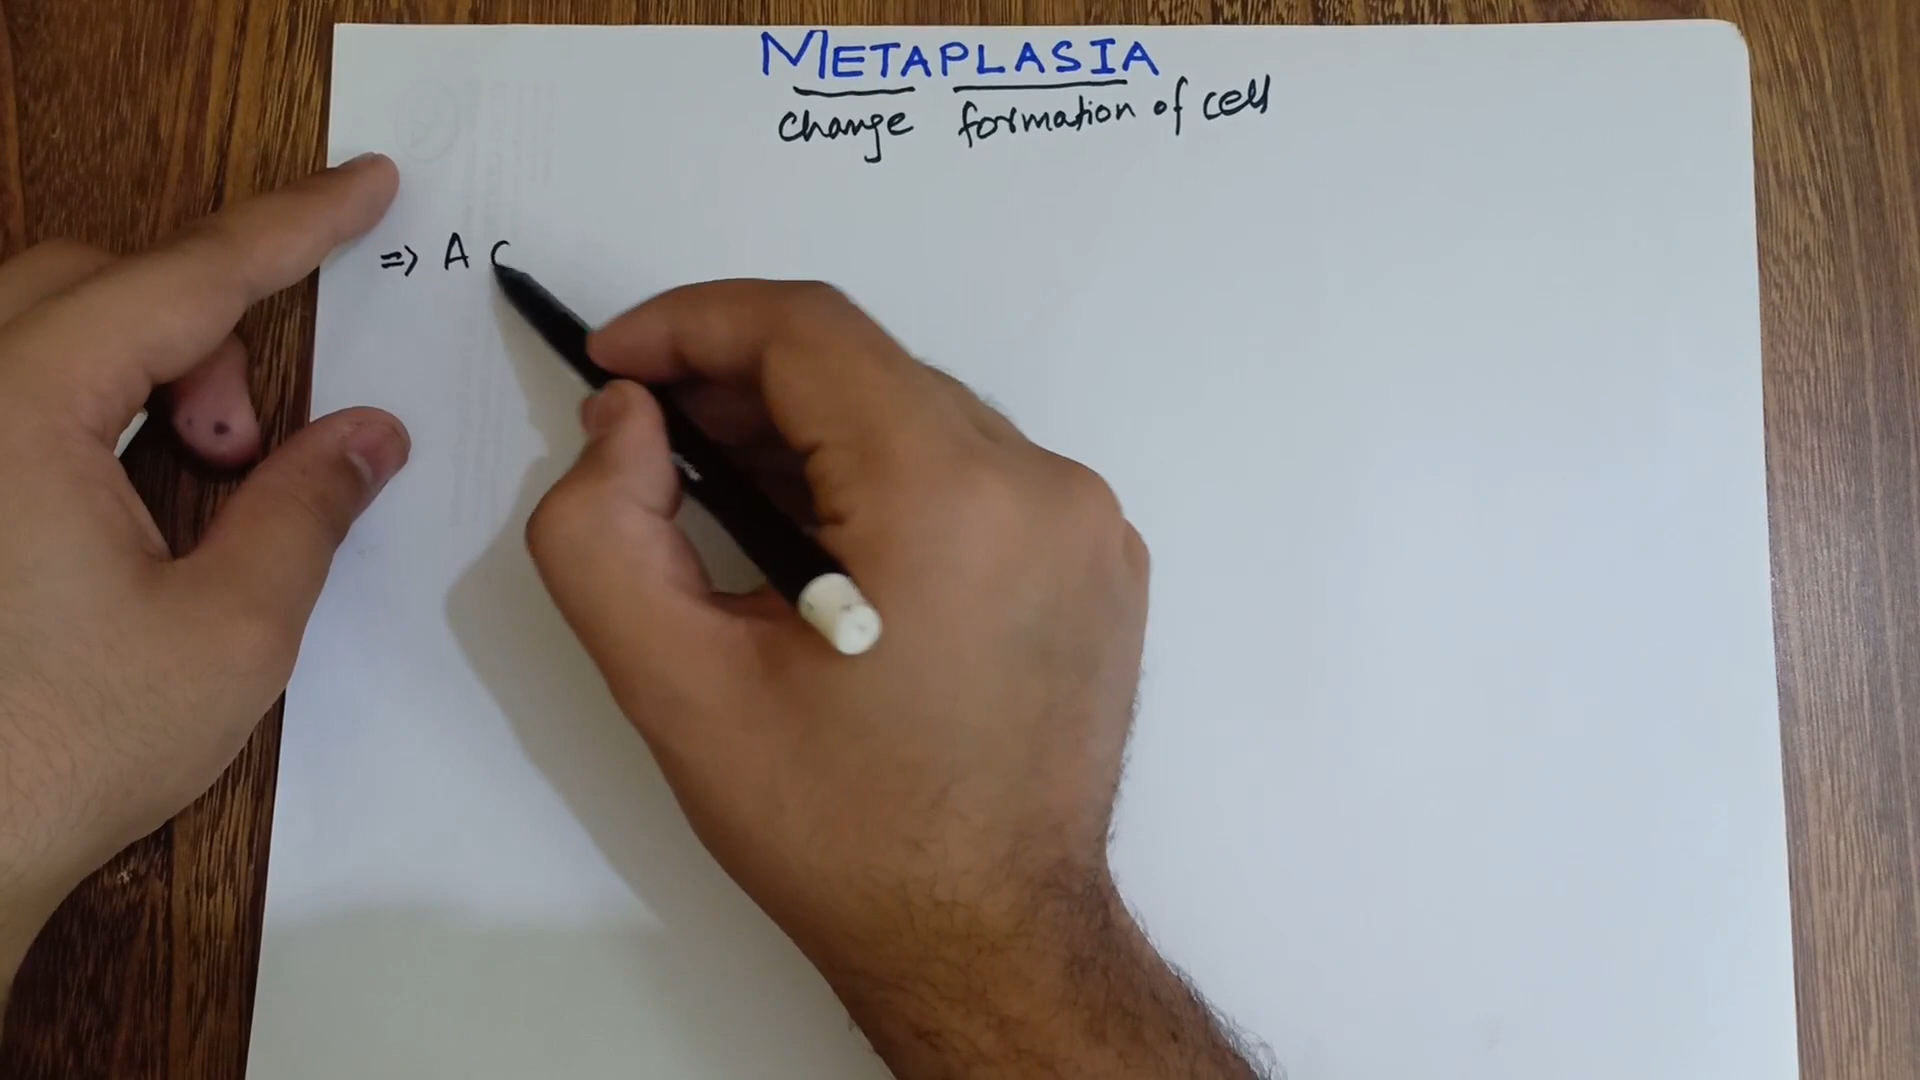 METAPLASIA
change formation of cell
=> A C